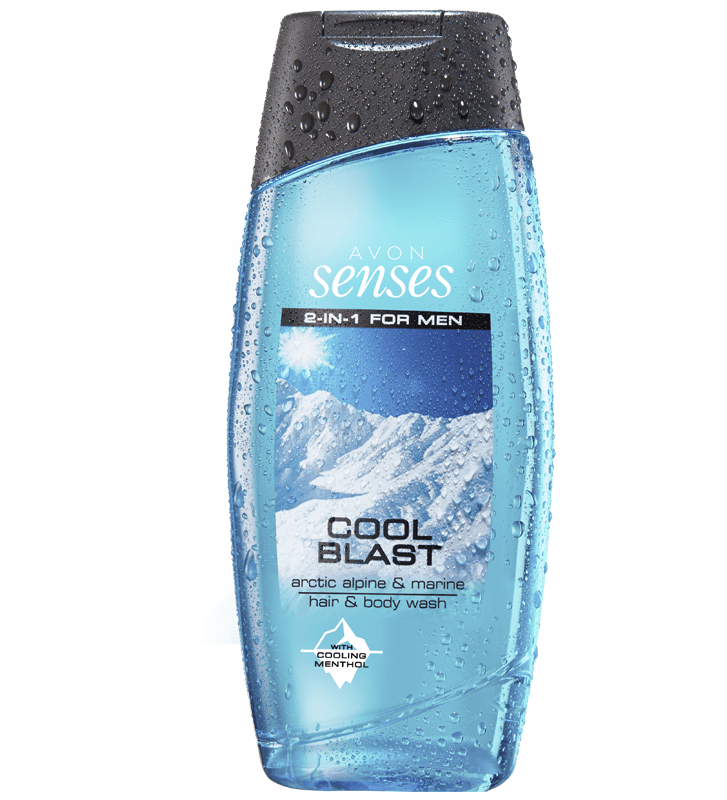 AVON
senses
2-IN-1 FOR MEN
COOL
BLAST
arctic alpine & marine
hair & body wash
WITH
COOLING
MENTHOL